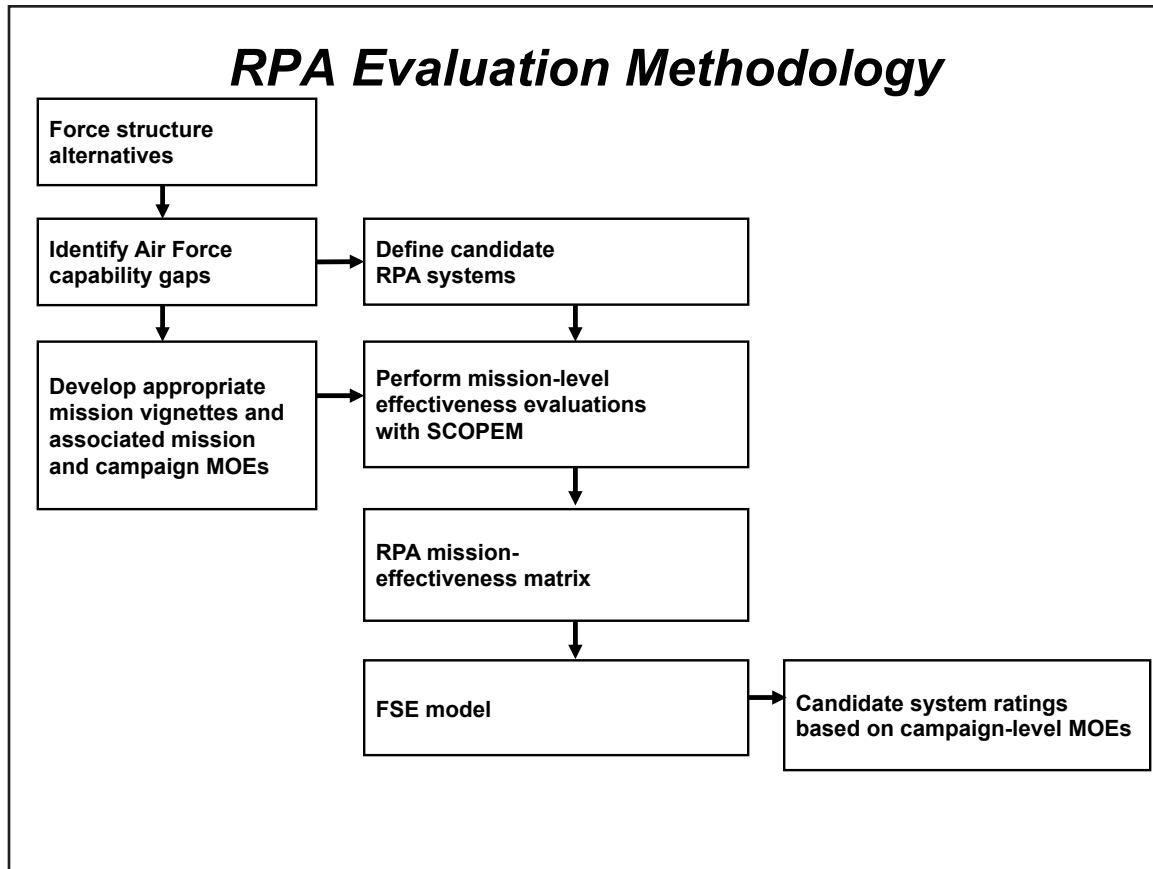 RPA Evaluation Methodology
Force structure
alternatives
Identify Air Force
capability gaps
Define candidate
RPA systems
Develop appropriate
mission vignettes and
associated mission
and campaign MOEs
Perform mission-level
effectiveness evaluations
with SCOPEM
RPA mission-
effectiveness matrix
FSE model
Candidate system ratings
based on campaign-level MOEs